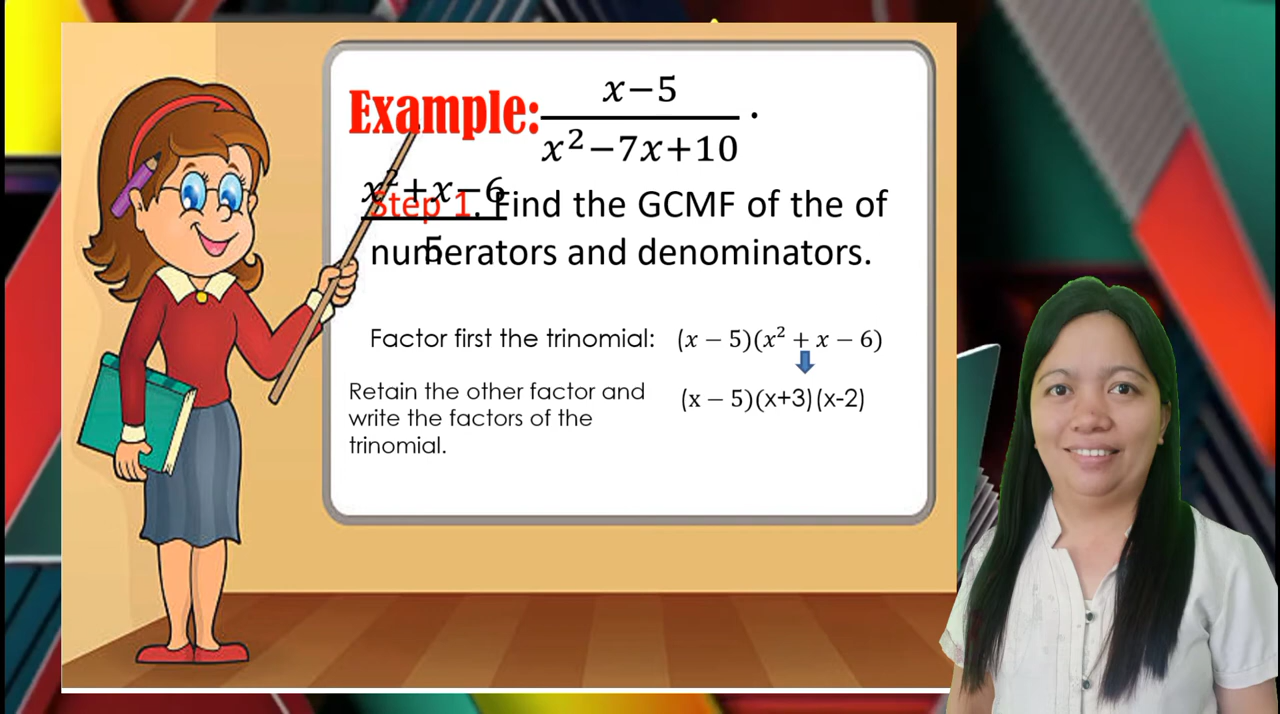 Example: x−5
x²−7x+10 ·
x²+x−6
5
Step 1. Find the GCMF of the of
numerators and denominators.
Factor first the trinomial: (x – 5)(x² + x – 6)
Retain the other factor and
write the factors of the
trinomial.
(x – 5)(x+3)(x-2)